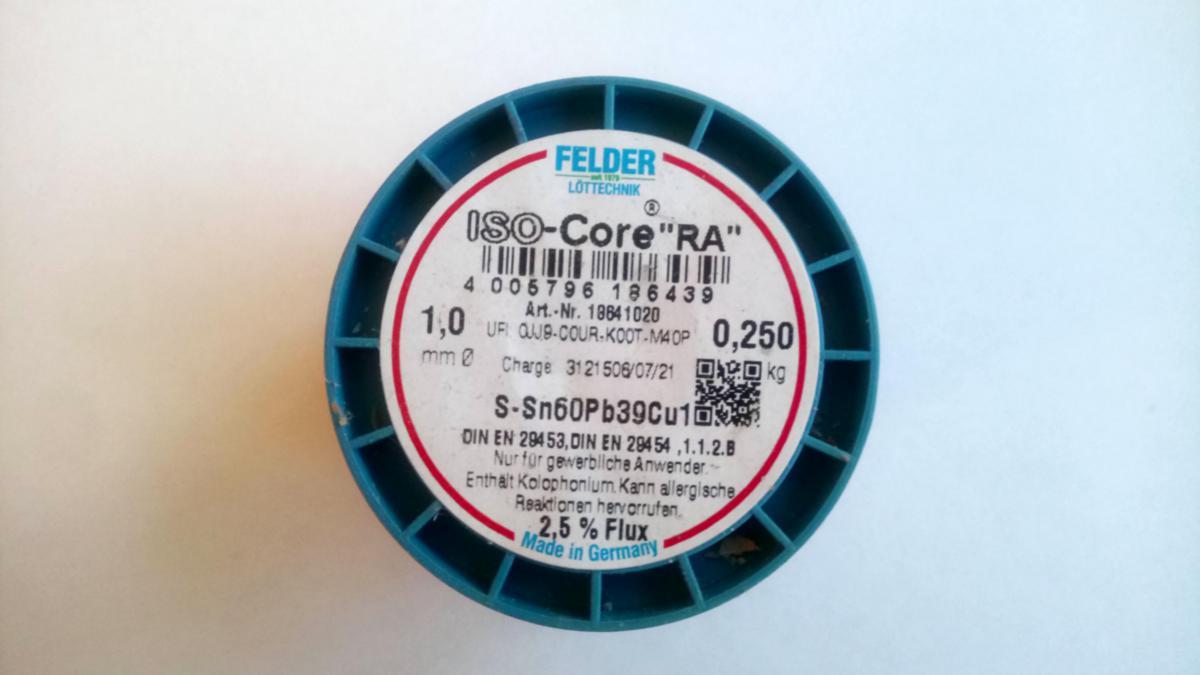 FELDER
seit 1979
LÖTTECHNIK
ISO-Core® "RA"
4 005796 186439
Art.-Nr. 18641020
1,0
mm Ø
UFI: 0JJ9-C0UR-K00T-M40P
0,250
kg
Charge 3121506/07/21
S-Sn60Pb39Cu1
DIN EN 29453, DIN EN 29454 ,1.1.2.B
Nur für gewerbliche Anwender.
Enthält Kolophonium. Kann allergische
Reaktionen hervorrufen.
2,5 % Flux
Made in Germany